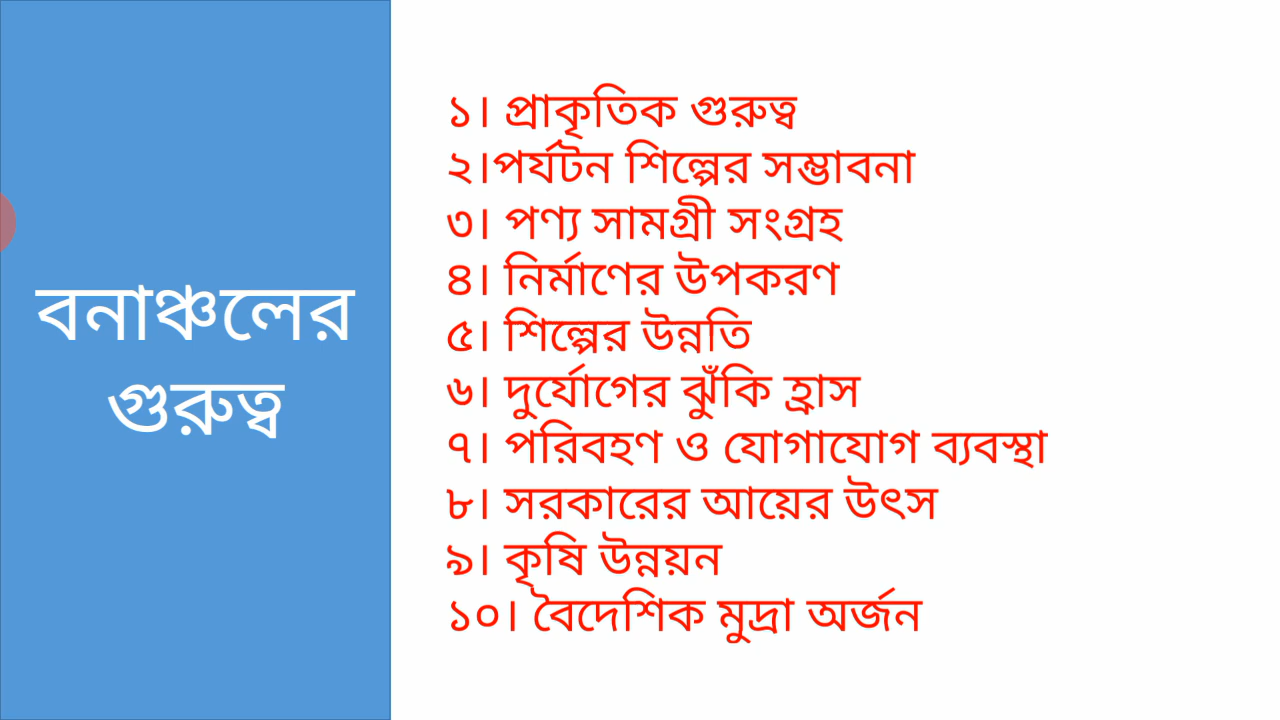 বনাঞ্চলের
গুরুত্ব
১। প্রাকৃতিক গুরুত্ব
২।পর্যটন শিল্পের সম্ভাবনা
৩। পণ্য সামগ্রী সংগ্রহ
৪। নির্মাণের উপকরণ
৫। শিল্পের উন্নতি
৬। দুর্যোগের ঝুঁকি হ্রাস
৭। পরিবহণ ও যোগাযোগ ব্যবস্থা
৮। সরকারের আয়ের উৎস
৯। কৃষি উন্নয়ন
১০। বৈদেশিক মুদ্রা অর্জন